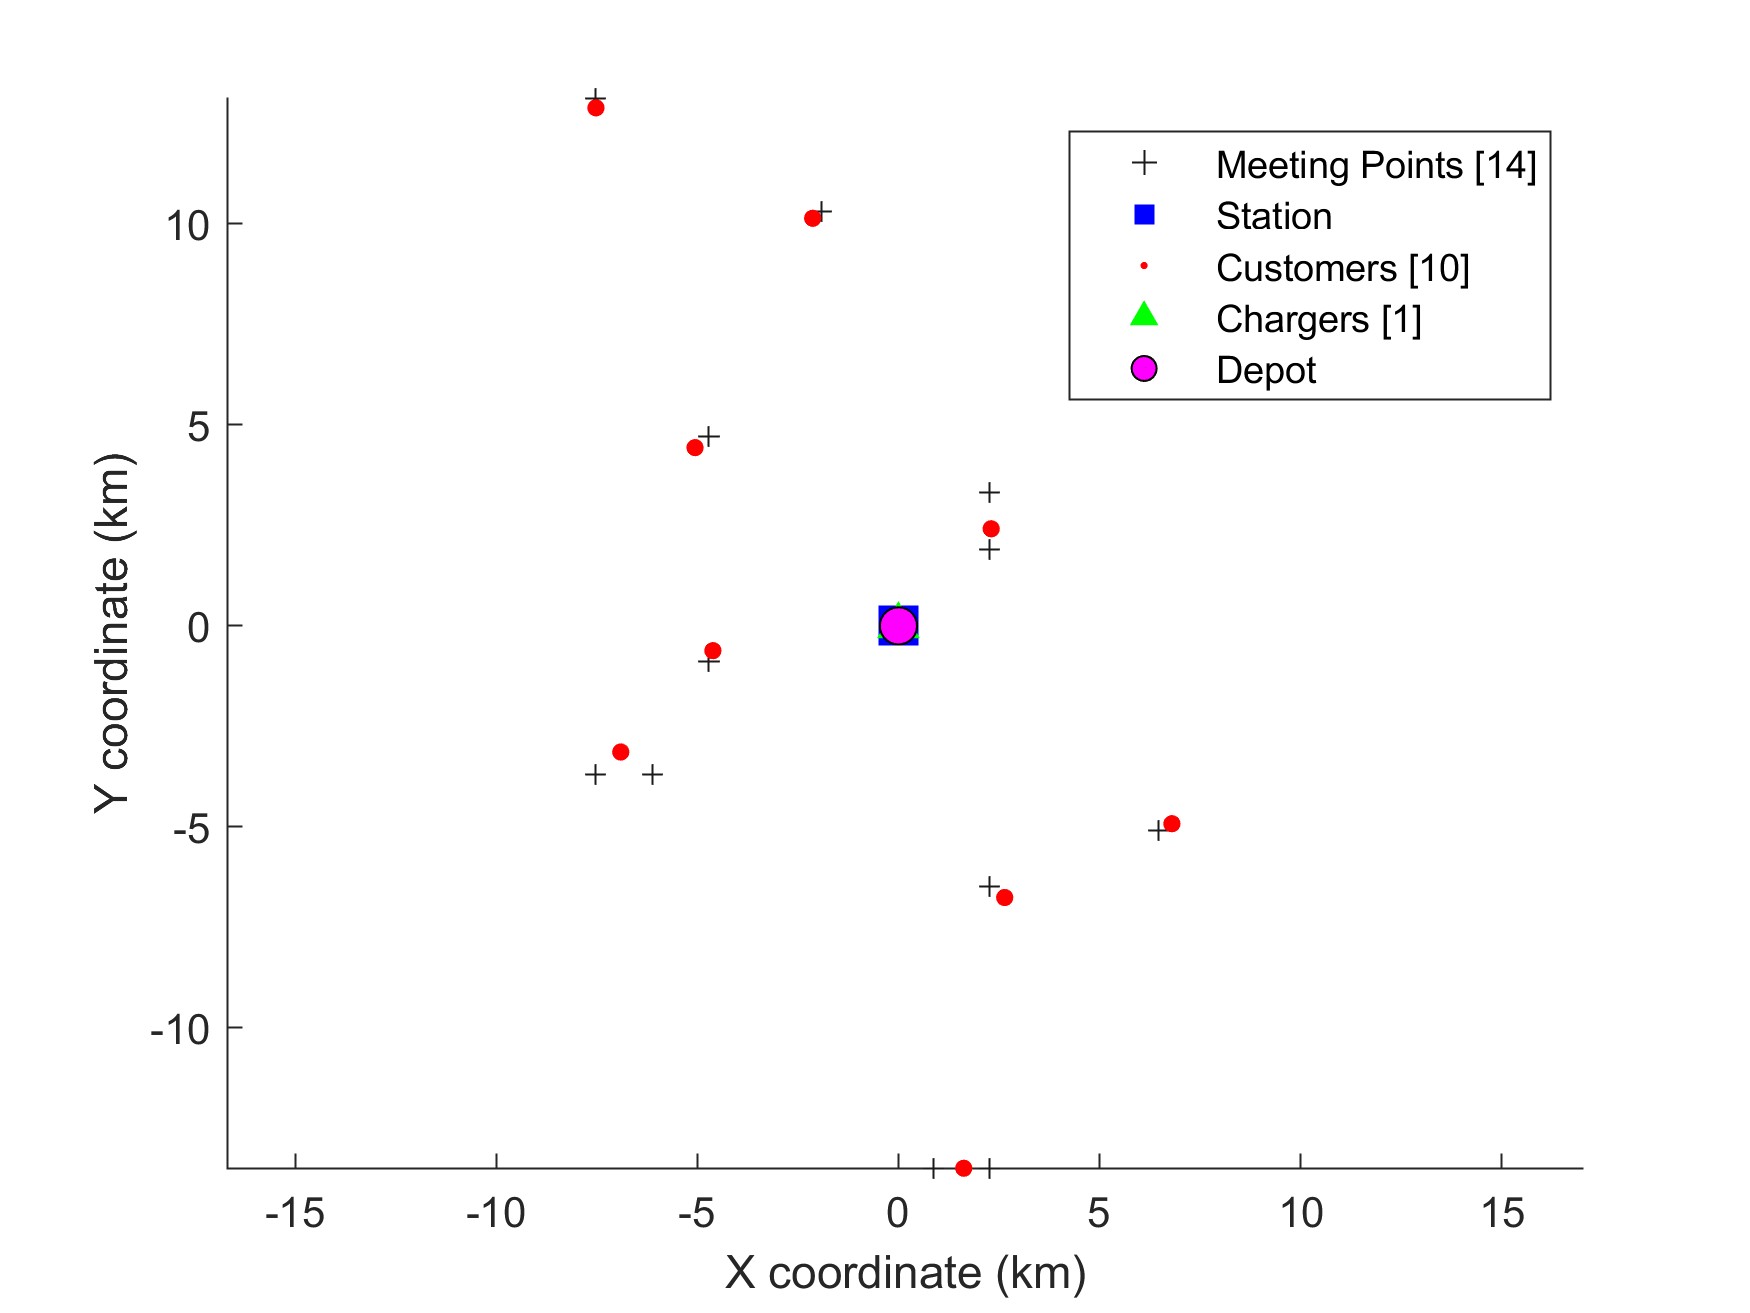 Meeting Points [14]
Station
Customers [10]
Chargers [1]
Depot
10
5
0
-5
-10
Y coordinate (km)
-15 -10 -5 0 5 10 15
X coordinate (km)